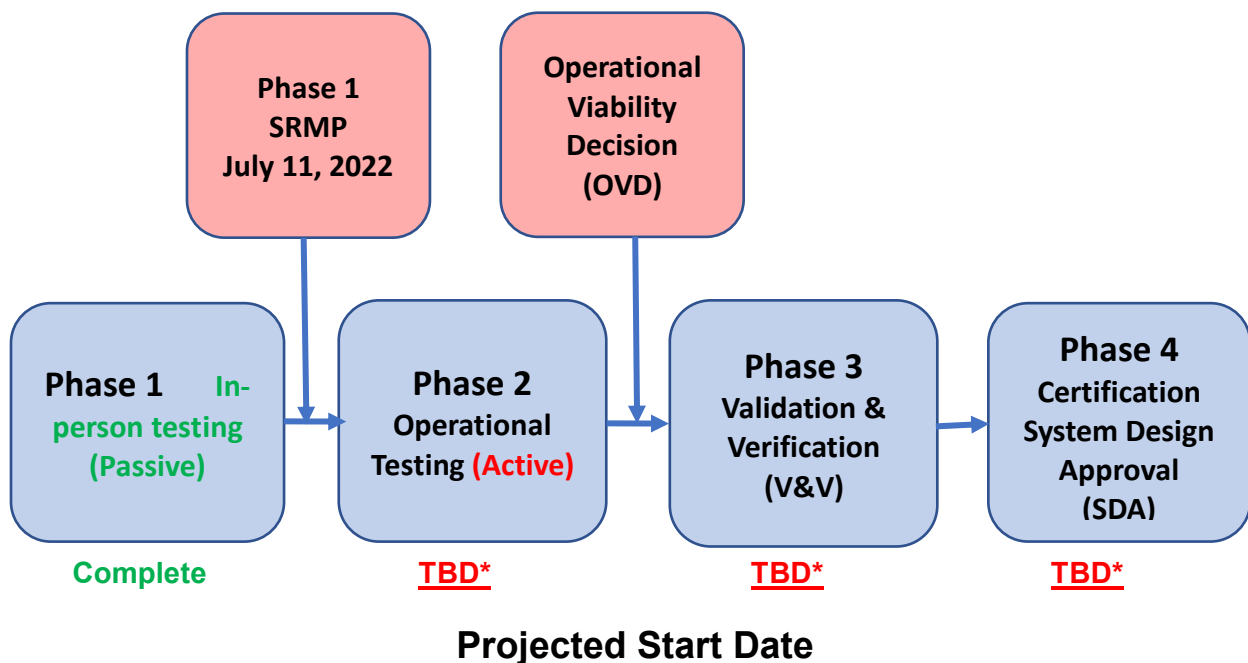 Phase 1
SRMP
July 11, 2022
Operational
Viability
Decision
(OVD)
Phase 1 In-
person testing
(Passive)
Phase 2
Operational
Testing (Active)
Phase 3
Validation &
Verification
(V&V)
Phase 4
Certification
System Design
Approval
(SDA)
Complete
TBD*
TBD*
TBD*
Projected Start Date